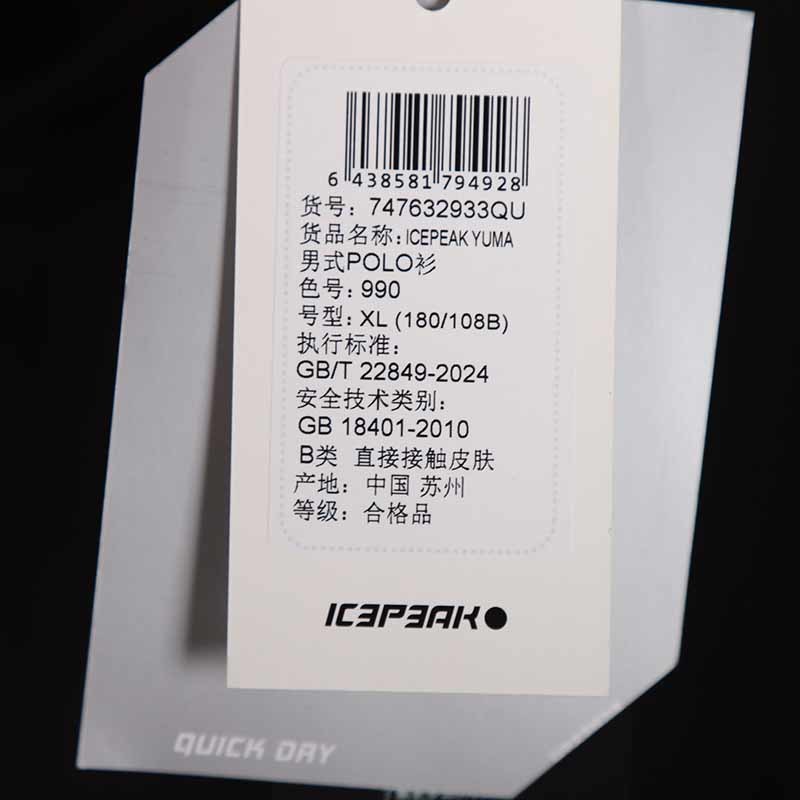 6 438581 794928
货号：747632933QU
货品名称：ICEPEAK YUMA
男式POLO衫
色号：990
号型：XL (180/108B)
执行标准：
GB/T 22849-2024
安全技术类别：
GB 18401-2010
B类 直接接触皮肤
产地：中国 苏州
等级：合格品
ICEPEAK
QUICK DRY